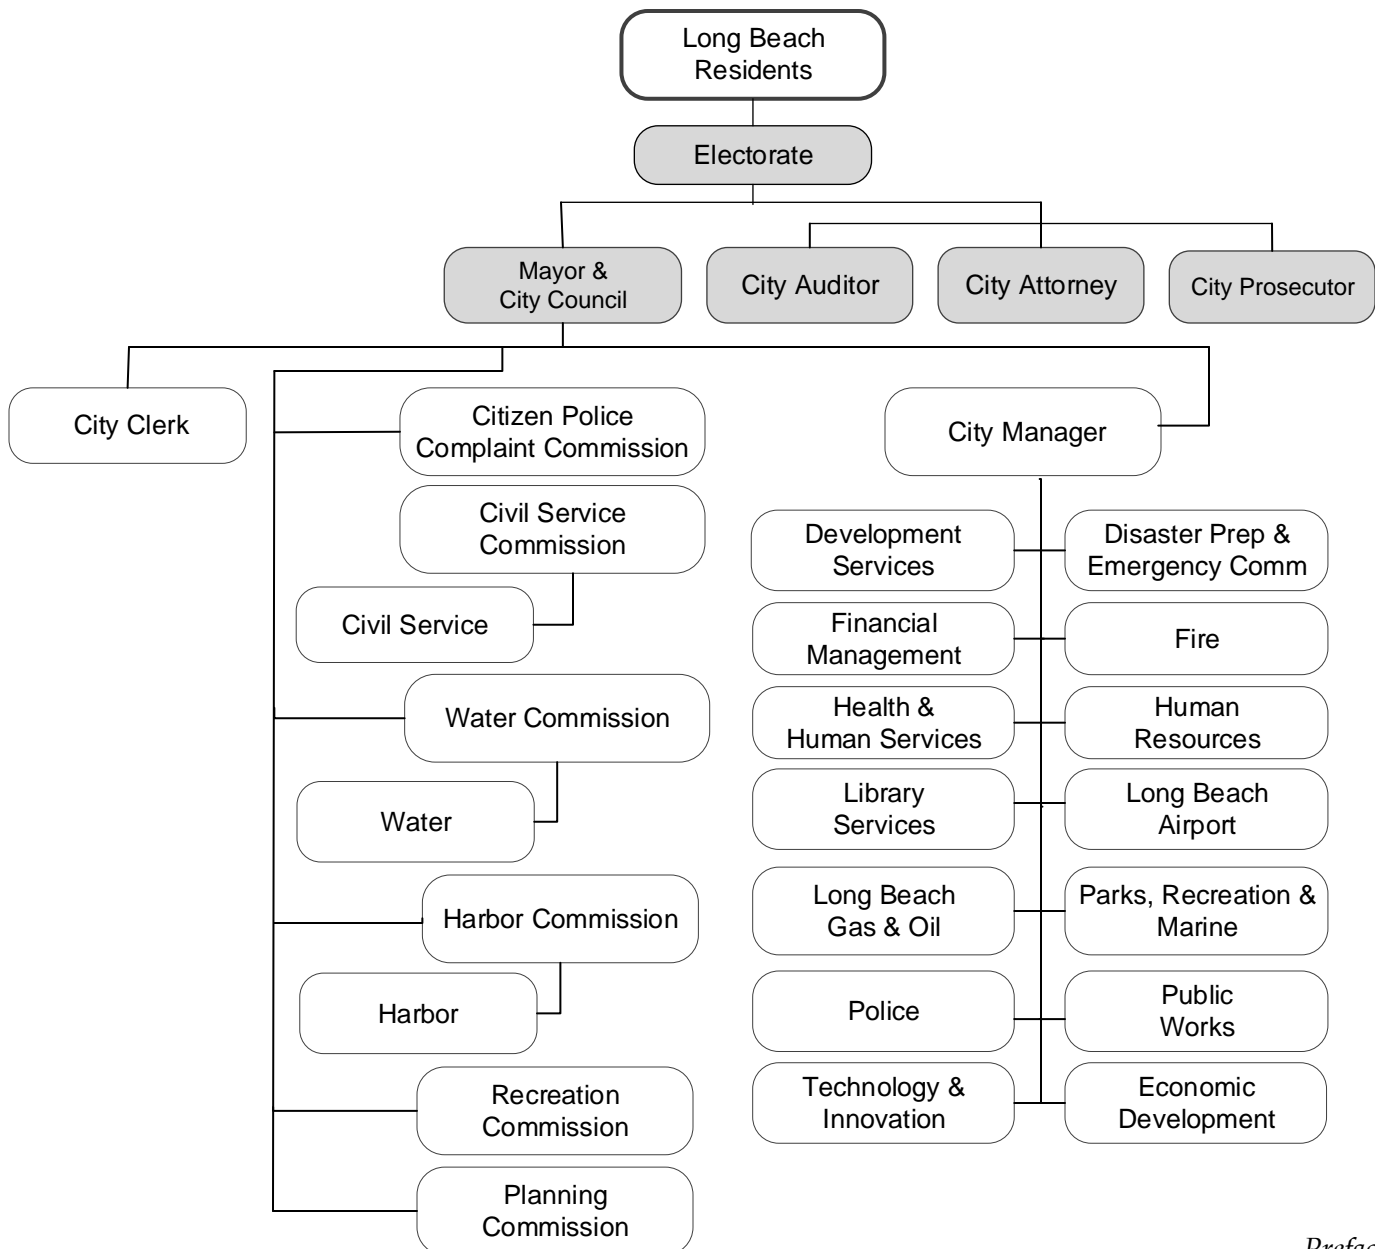 Long Beach
Residents
Electorate
Mayor &
City Council
City Auditor
City Attorney
City Prosecutor
City Clerk
Citizen Police
Complaint Commission
City Manager
Civil Service
Commission
Civil Service
Water Commission
Water
Harbor Commission
Harbor
Recreation
Commission
Planning
Commission
Development
Services
Disaster Prep &
Emergency Comm
Financial
Management
Fire
Health &
Human Services
Human
Resources
Library
Services
Long Beach
Airport
Long Beach
Gas & Oil
Parks, Recreation &
Marine
Police
Public
Works
Technology &
Innovation
Economic
Development